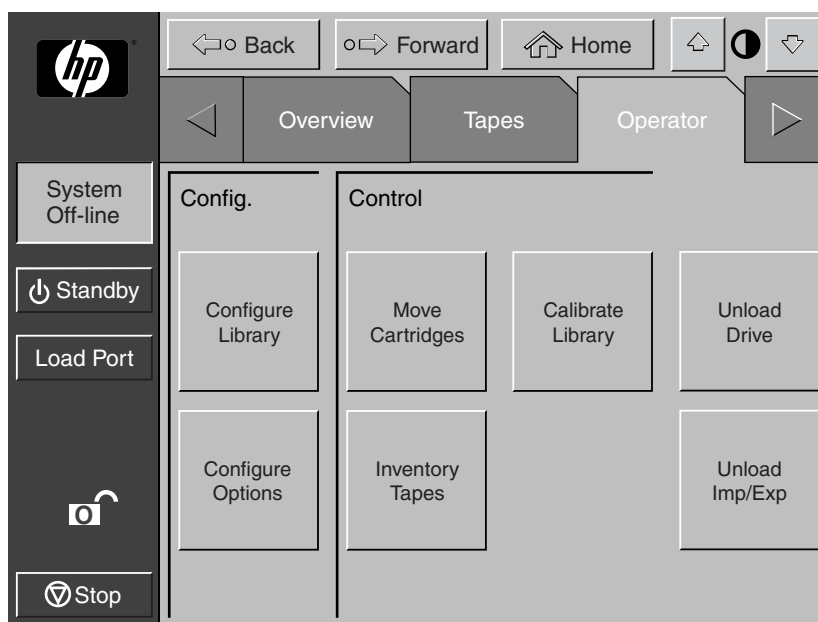 hp
Back
Forward
Home
Overview
Tapes
Operator
System
Off-line
Standby
Load Port
O
Stop
Config.
Control
Configure
Library
Move
Cartridges
Calibrate
Library
Unload
Drive
Configure
Options
Inventory
Tapes
Unload
Imp/Exp